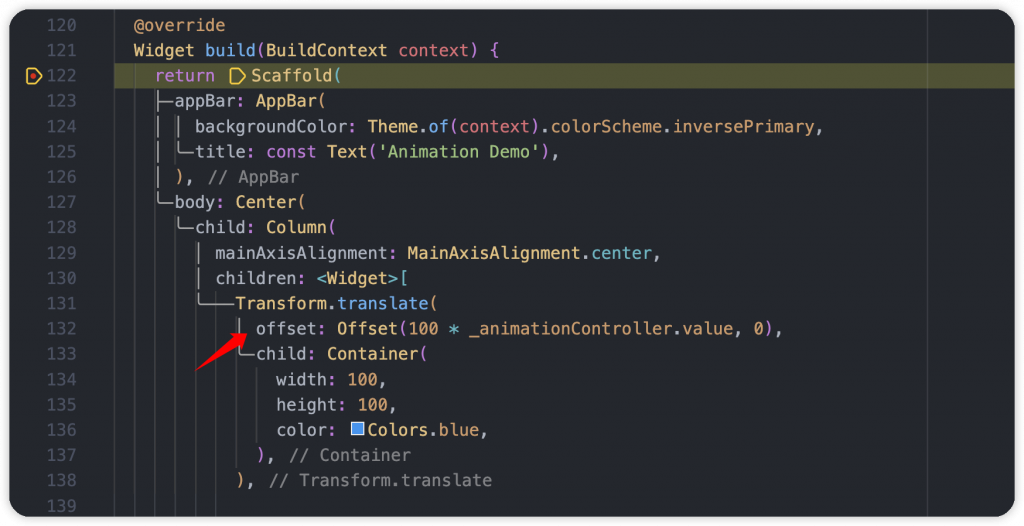 120 @override
121 Widget build(BuildContext context) {
122 return Scaffold(
123 appBar: AppBar(
124 backgroundColor: Theme.of(context).colorScheme.inversePrimary,
125 title: const Text('Animation Demo'),
126 ), // AppBar
127 body: Center(
128 child: Column(
129 mainAxisAlignment: MainAxisAlignment.center,
130 children: <Widget>[
131 Transform.translate(
132 offset: Offset(100 * _animationController.value, 0),
133 child: Container(
134 width: 100,
135 height: 100,
136 color: Colors.blue,
137 ), // Container
138 ), // Transform.translate
139